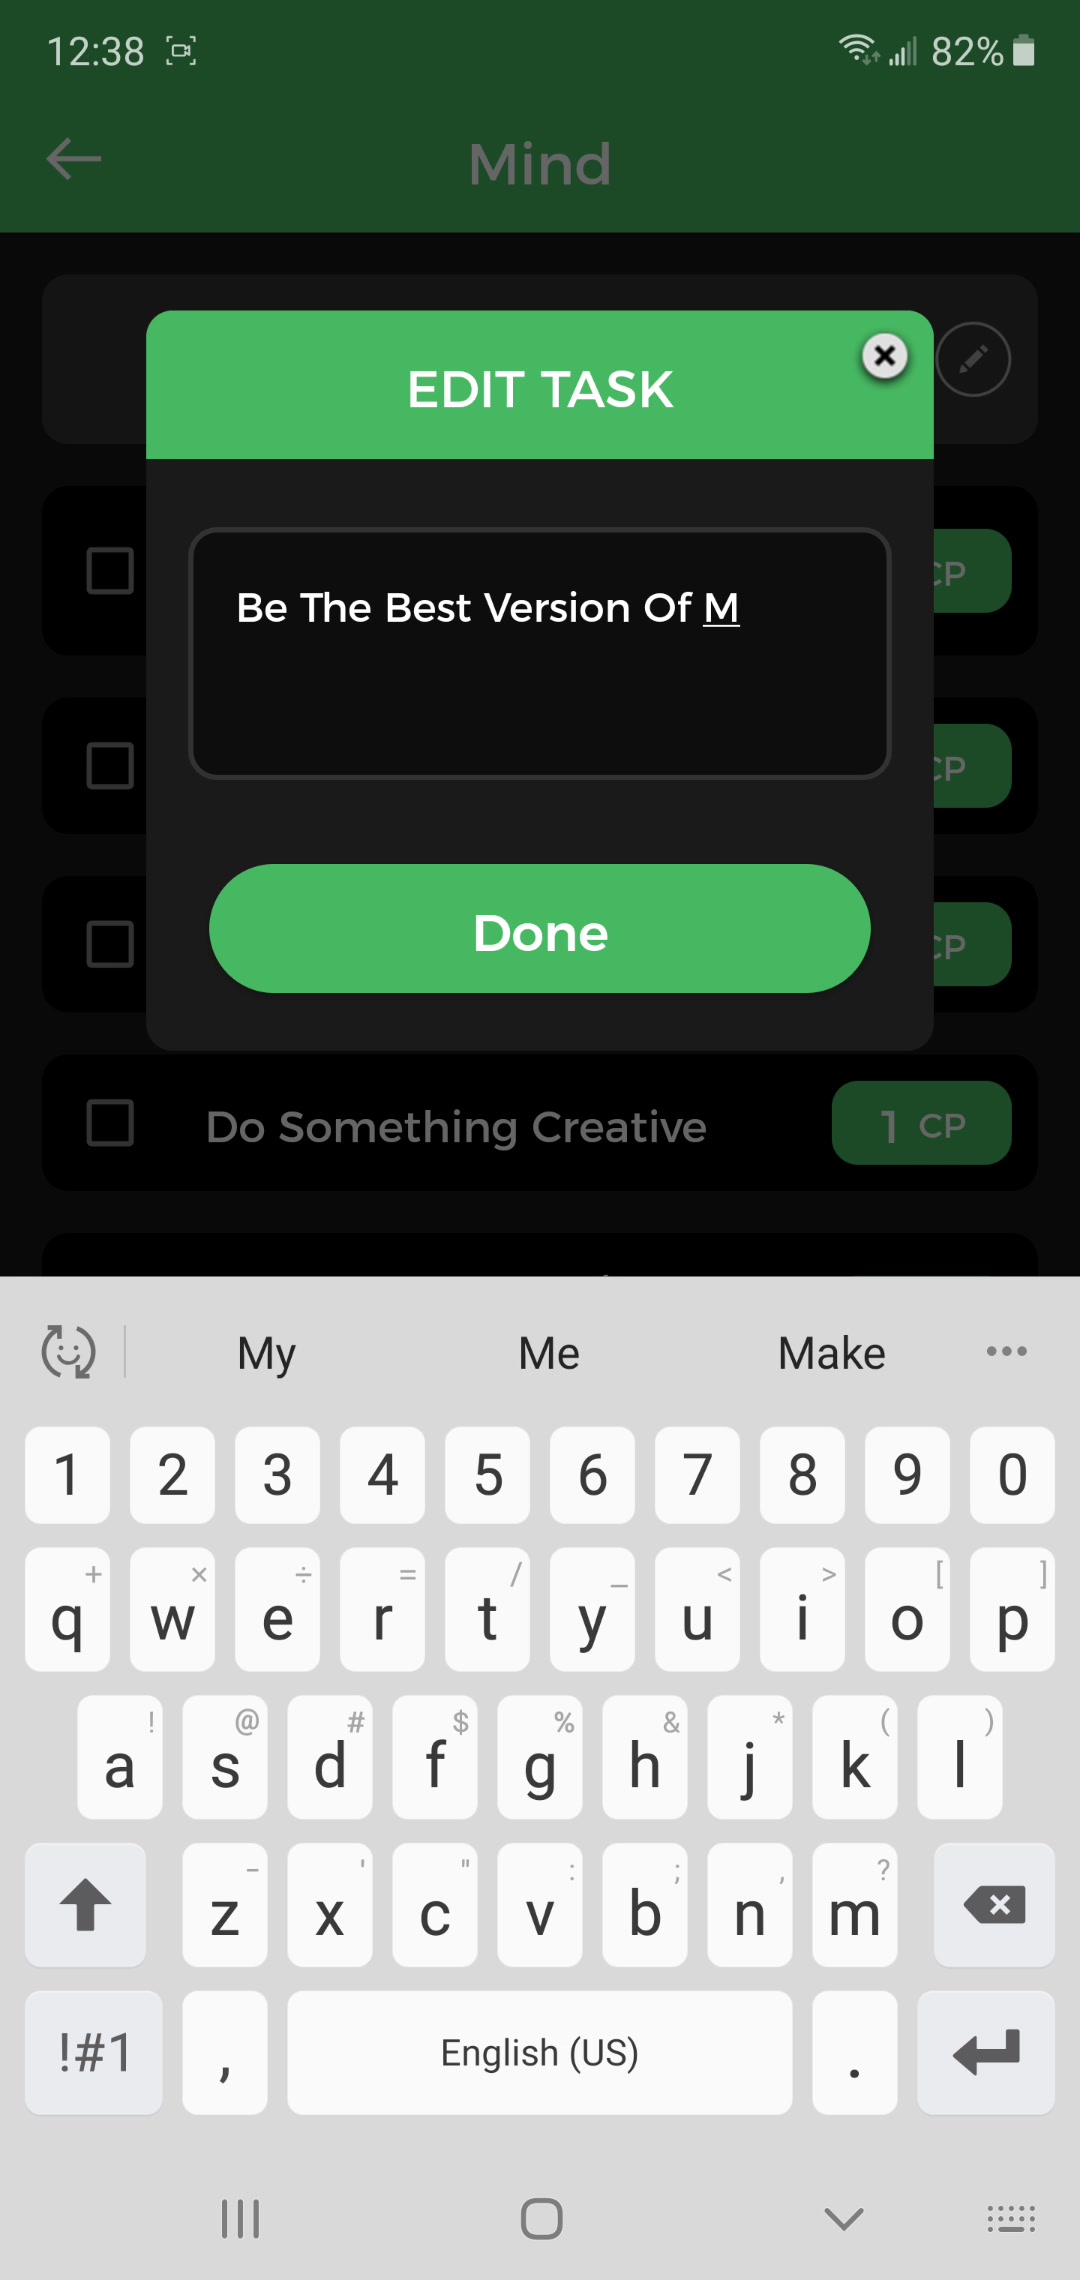 12:38 82%
Mind
EDIT TASK
Be The Best Version Of M
CP
CP
Done
CP
Do Something Creative 1 CP
My Me Make
1 2 3 4 5 6 7 8 9 0
+ × ÷ = / _ < > [ ]
q w e r t y u i o p
! @ # $ % & * ( )
a s d f g h j k l
- ' " : ; , ?
z x c v b n m
!#1 , English (US) .